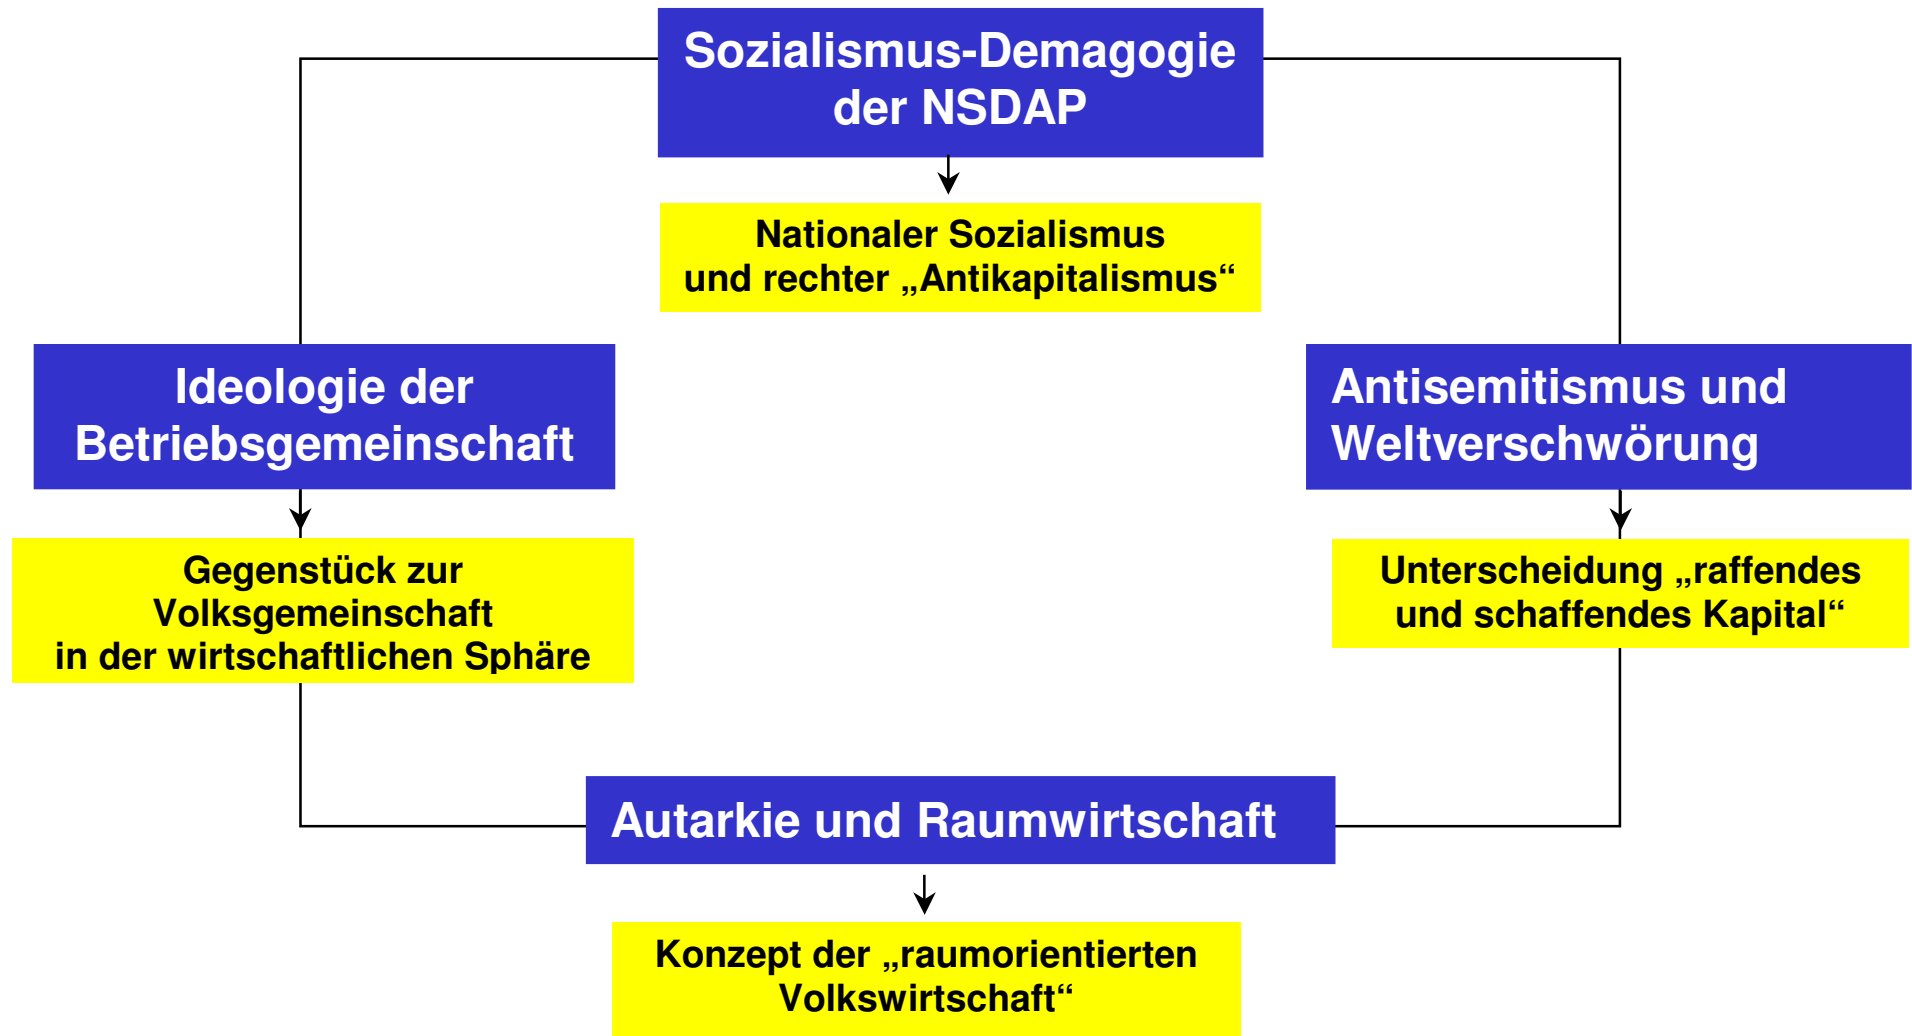 Sozialismus-Demagogie
der NSDAP
Nationaler Sozialismus
und rechter „Antikapitalismus“
Ideologie der
Betriebsgemeinschaft
Antisemitismus und
Weltverschwörung
Gegenstück zur
Volksgemeinschaft
in der wirtschaftlichen Sphäre
Unterscheidung „raffendes
und schaffendes Kapital“
Autarkie und Raumwirtschaft
Konzept der „raumorientierten
Volkswirtschaft“